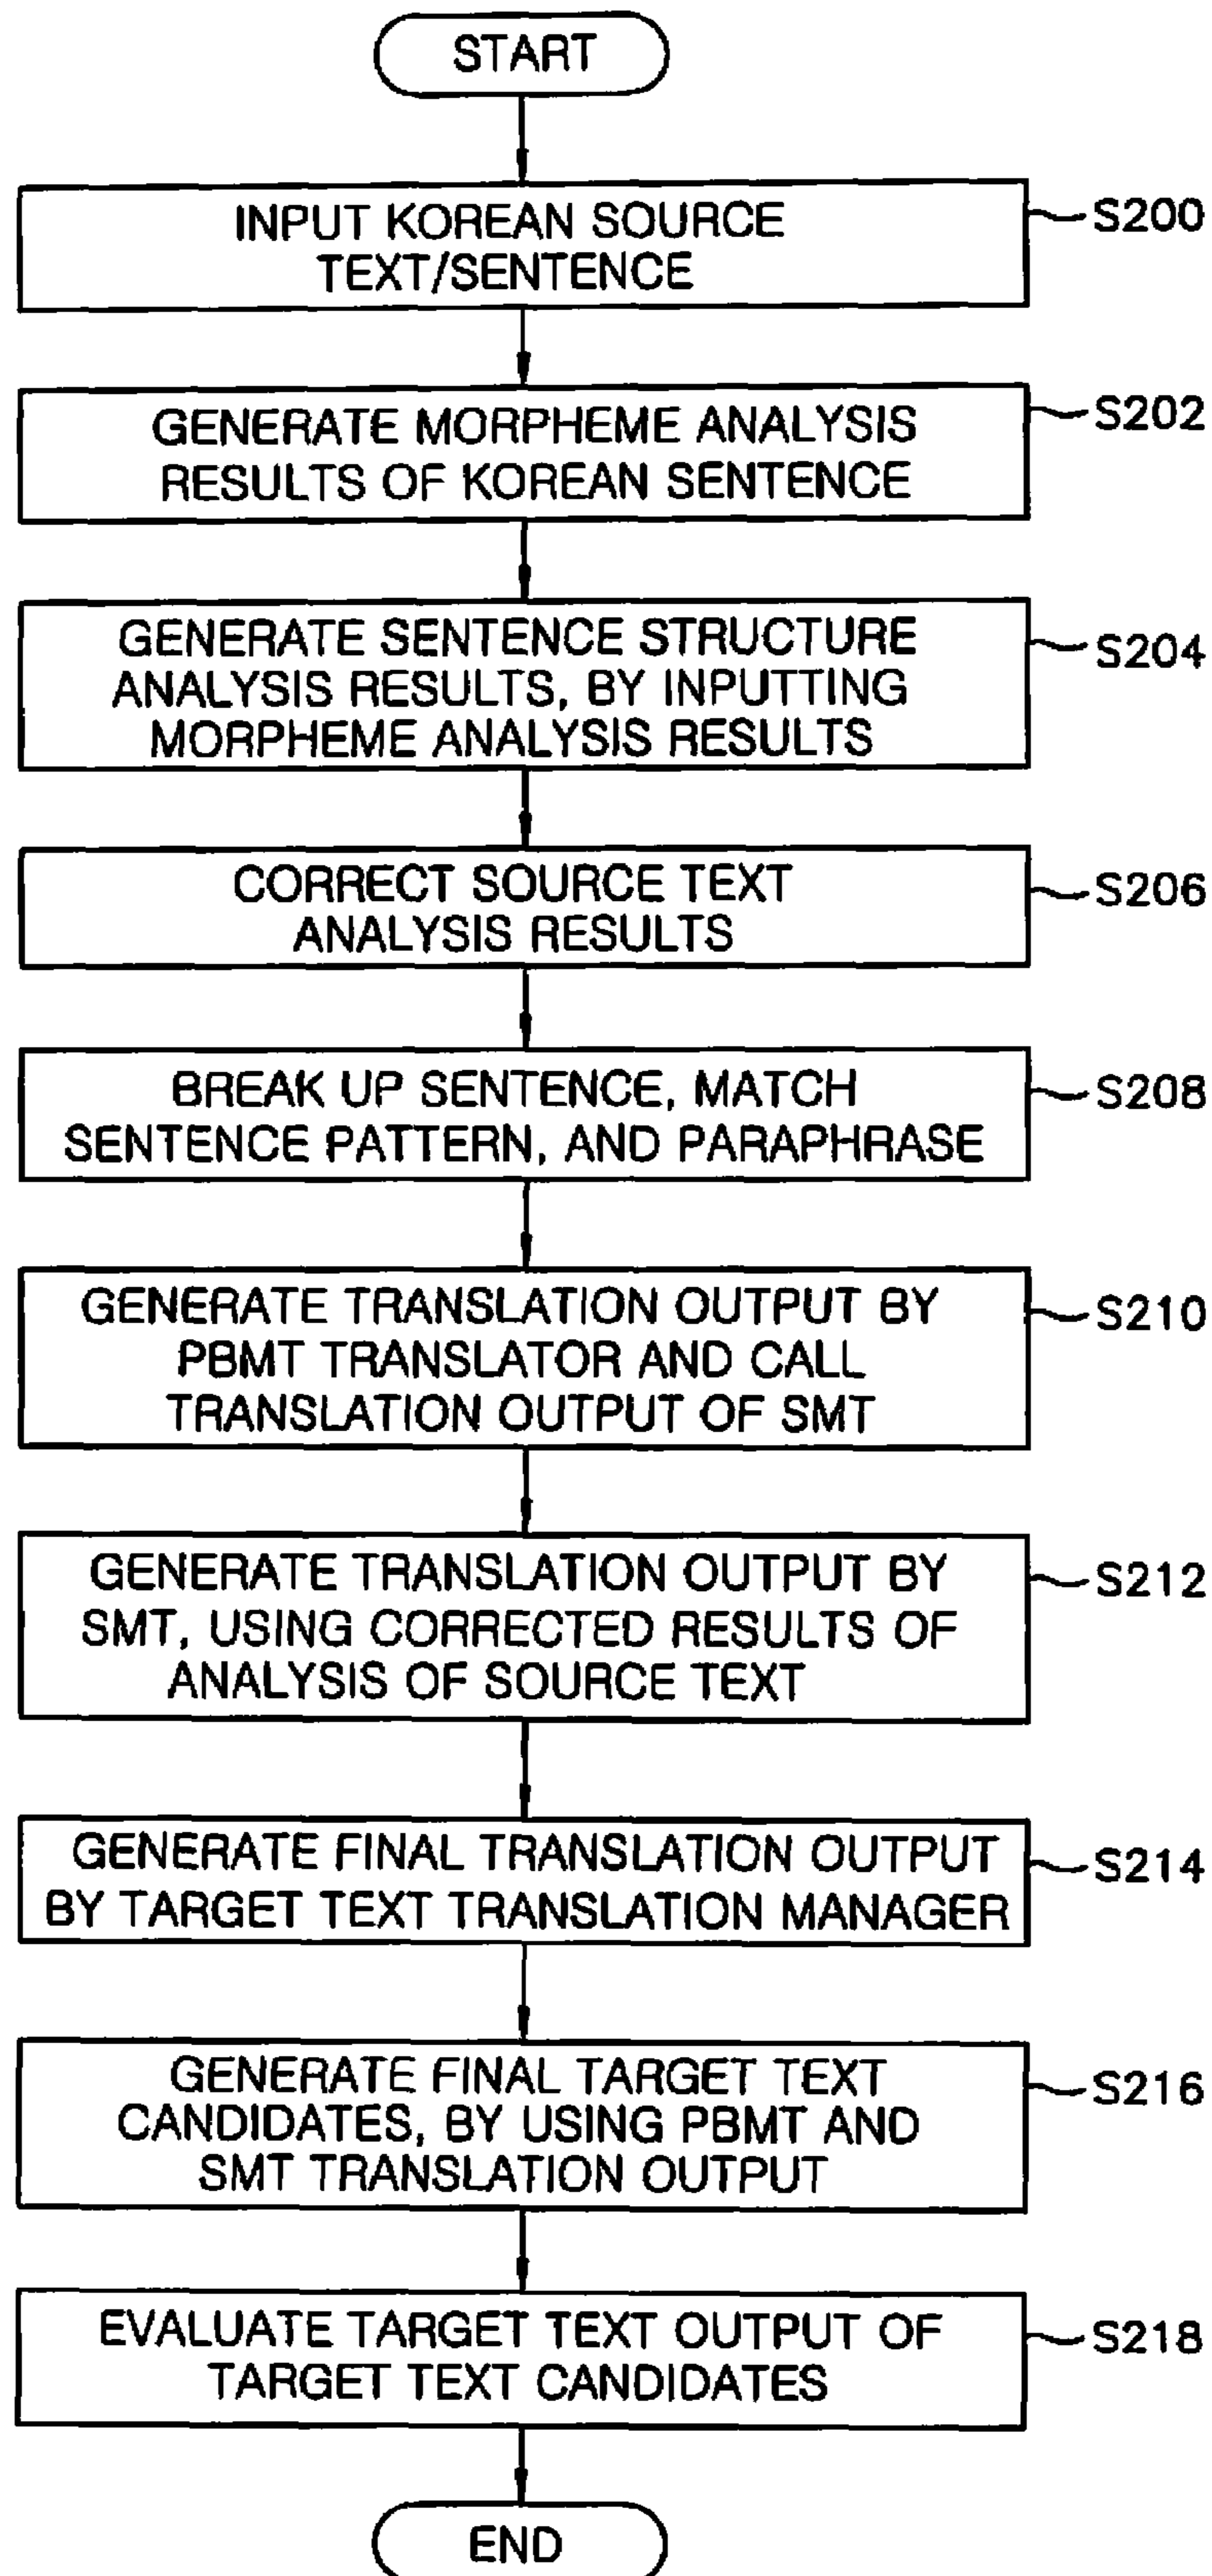 START
INPUT KOREAN SOURCE
TEXT/SENTENCE
S200
GENERATE MORPHEME ANALYSIS
RESULTS OF KOREAN SENTENCE
S202
GENERATE SENTENCE STRUCTURE
ANALYSIS RESULTS, BY INPUTTING
MORPHEME ANALYSIS RESULTS
S204
CORRECT SOURCE TEXT
ANALYSIS RESULTS
S206
BREAK UP SENTENCE, MATCH
SENTENCE PATTERN, AND PARAPHRASE
S208
GENERATE TRANSLATION OUTPUT BY
PBMT TRANSLATOR AND CALL
TRANSLATION OUTPUT OF SMT
S210
GENERATE TRANSLATION OUTPUT BY
SMT, USING CORRECTED RESULTS OF
ANALYSIS OF SOURCE TEXT
S212
GENERATE FINAL TRANSLATION OUTPUT
BY TARGET TEXT TRANSLATION MANAGER
S214
GENERATE FINAL TARGET TEXT
CANDIDATES, BY USING PBMT AND
SMT TRANSLATION OUTPUT
S216
EVALUATE TARGET TEXT OUTPUT OF
TARGET TEXT CANDIDATES
S218
END